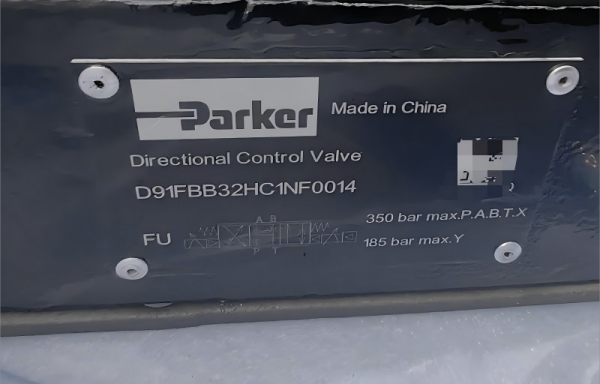 Parker
Made in China
Directional Control Valve
D91FBB32HC1NF0014
350 bar max.P.A.B.T.X
FU
A B
P T
185 bar max.Y